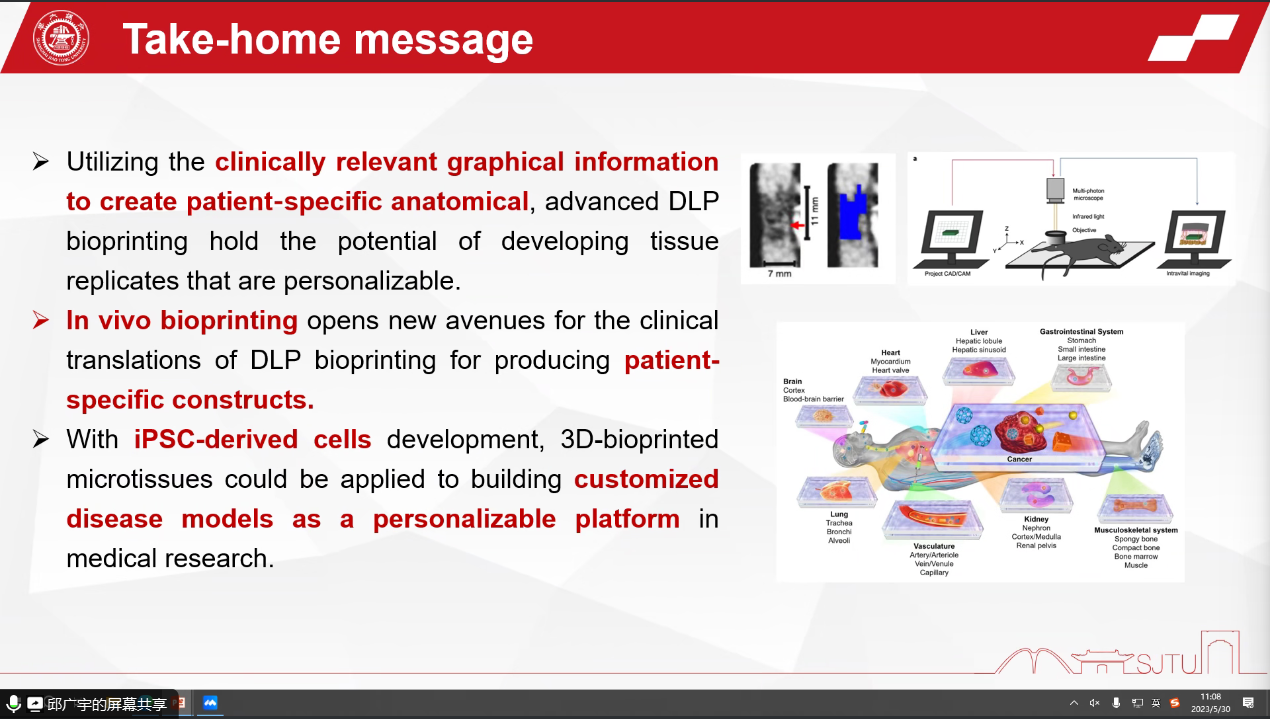 Take-home message
Utilizing the clinically relevant graphical information
to create patient-specific anatomical, advanced DLP
bioprinting hold the potential of developing tissue
replicates that are personalizable.
In vivo bioprinting opens new avenues for the clinical
translations of DLP bioprinting for producing patient-
specific constructs.
With iPSC-derived cells development, 3D-bioprinted
microtissues could be applied to building customized
disease models as a personalizable platform in
medical research.
11 mm
7 mm
a
Multi-photon
microscope
Infrared light
Objective
Z
X
Y
Project CAD/CAM
Intravital imaging
Brain
Cortex
Blood-brain barrier
Heart
Myocardium
Heart valve
Liver
Hepatic lobule
Hepatic sinusoid
Gastrointestinal System
Stomach
Small intestine
Large intestine
Cancer
Lung
Trachea
Bronchi
Alveoli
Vasculature
Artery/Arteriole
Vein/Venule
Capillary
Kidney
Nephron
Cortex/Medulla
Renal pelvis
Musculoskeletal system
Spongy bone
Compact bone
Bone marrow
Muscle
SJTU
邱广宇的屏幕共享
英
11:08
2023/5/30